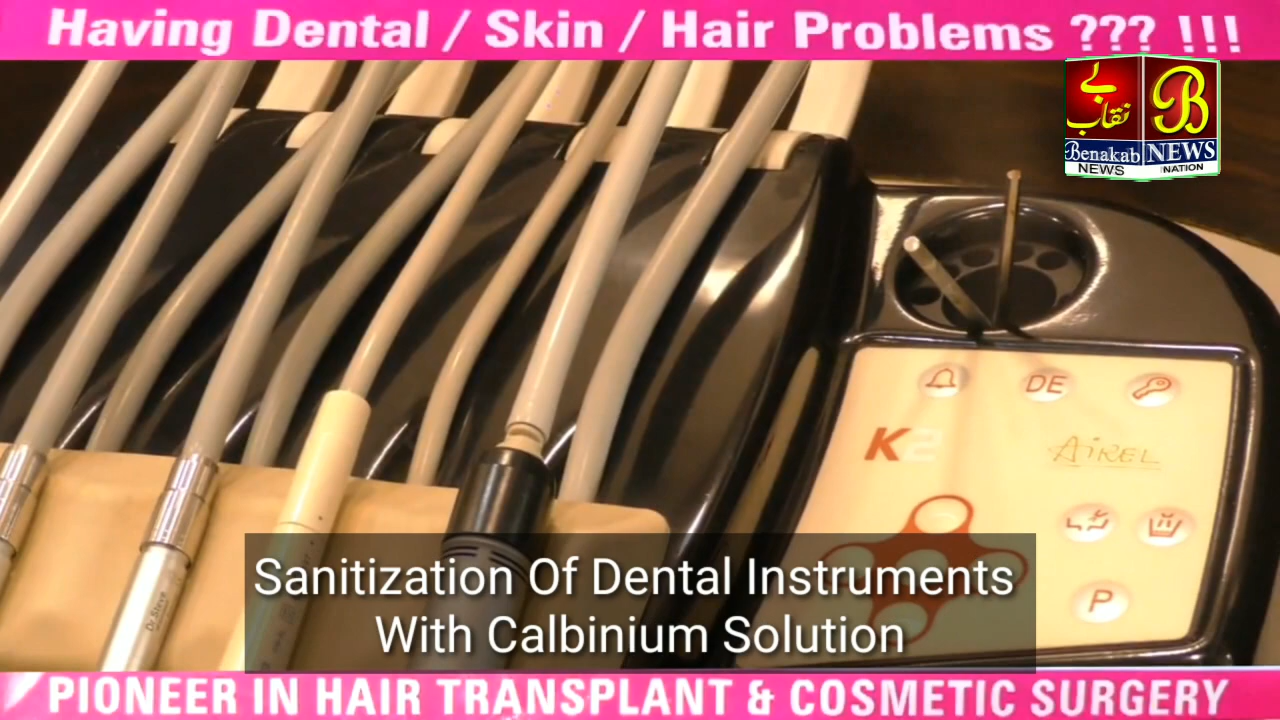 Having Dental / Skin / Hair Problems ??? !!!
بے
نقاب
B
Benakab NEWS
NEWS NATION
DE
K2
AiREL
P
Dr.Steve
Sanitization Of Dental Instruments
With Calbinium Solution
PIONEER IN HAIR TRANSPLANT & COSMETIC SURGERY